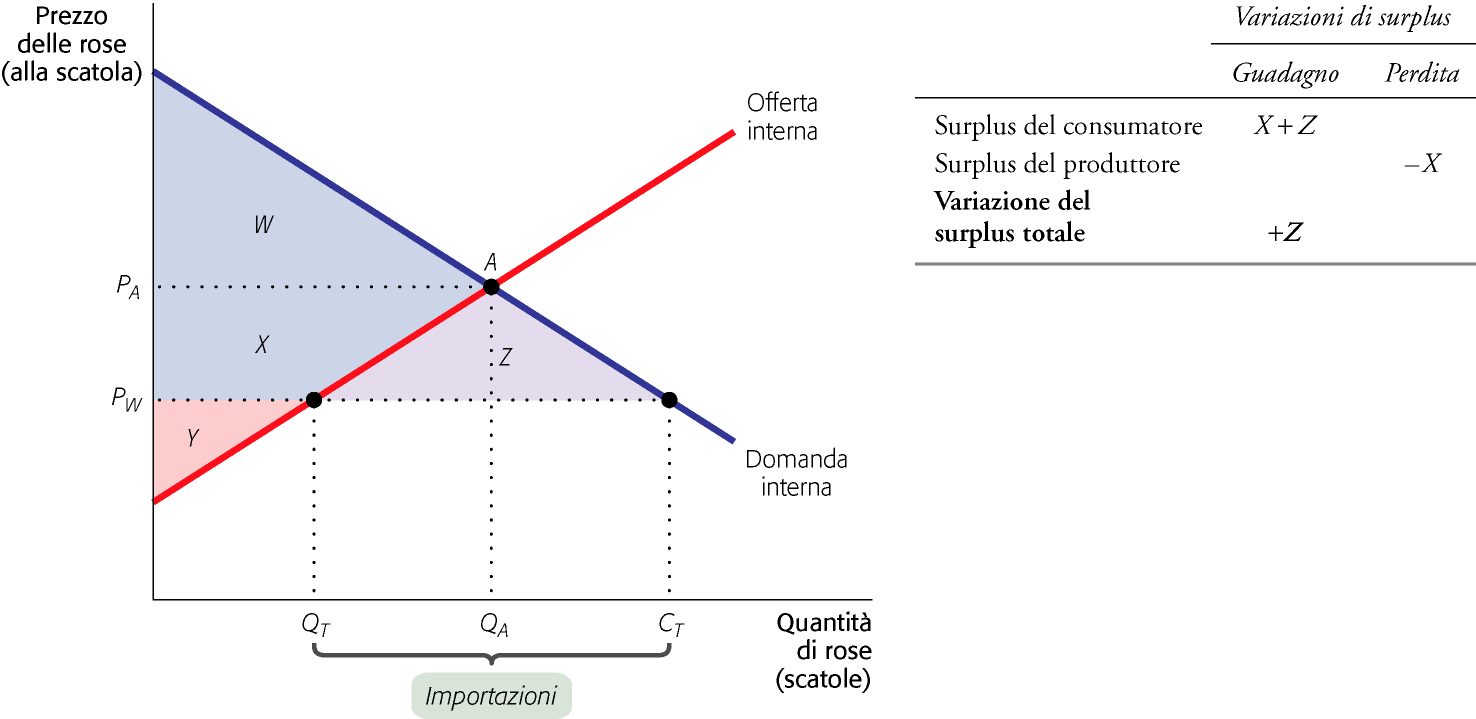 Prezzo
delle rose
(alla scatola)
Offerta
interna
W
A
P_A
X
Z
P_W
Y
Domanda
interna
Q_T
Q_A
C_T
Quantità
di rose
(scatole)
Importazioni
Variazioni di surplus
Guadagno Perdita
Surplus del consumatore X + Z
Surplus del produttore – X
Variazione del
surplus totale +Z